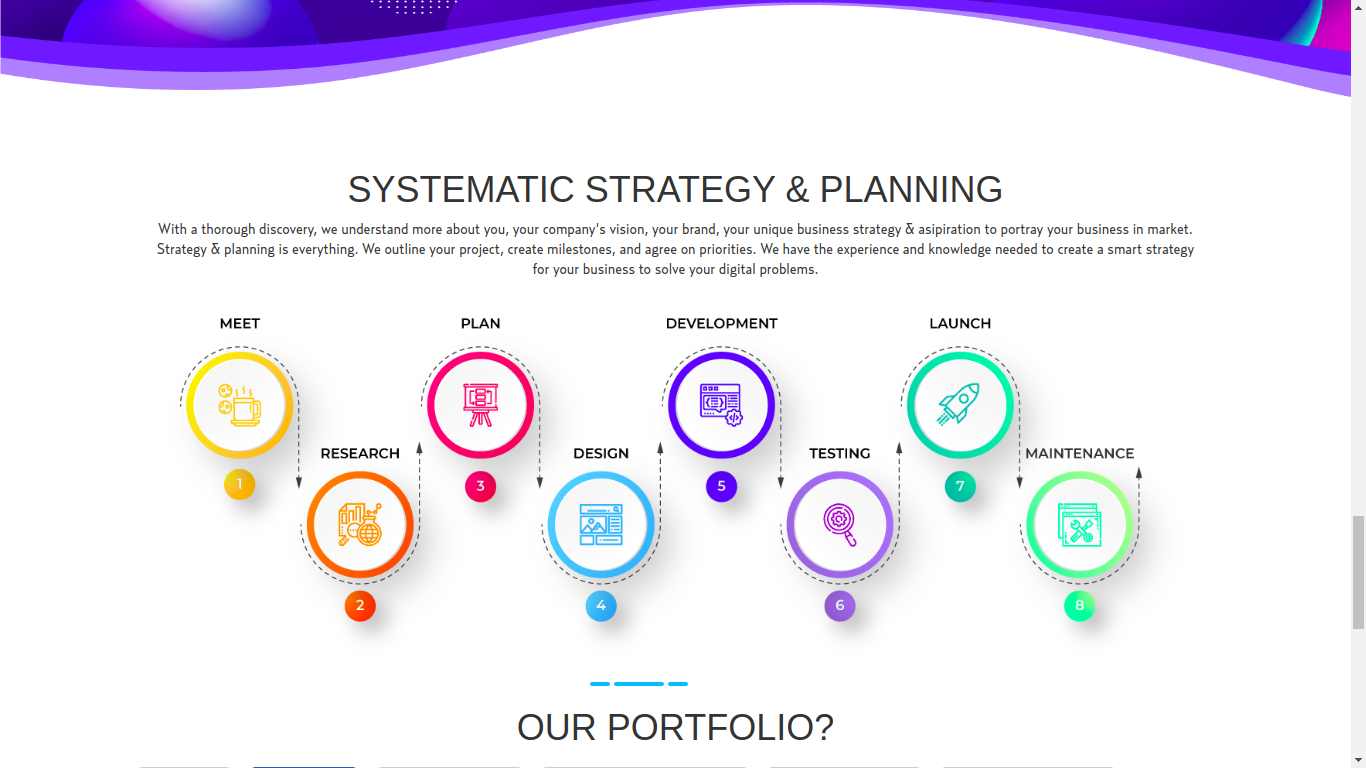 SYSTEMATIC STRATEGY & PLANNING
With a thorough discovery, we understand more about you, your company's vision, your brand, your unique business strategy & asipiration to portray your business in market.
Strategy & planning is everything. We outline your project, create milestones, and agree on priorities. We have the experience and knowledge needed to create a smart strategy
for your business to solve your digital problems.
MEET
PLAN
DEVELOPMENT
LAUNCH
RESEARCH
DESIGN
TESTING
MAINTENANCE
1
3
5
7
2
4
6
8
OUR PORTFOLIO?